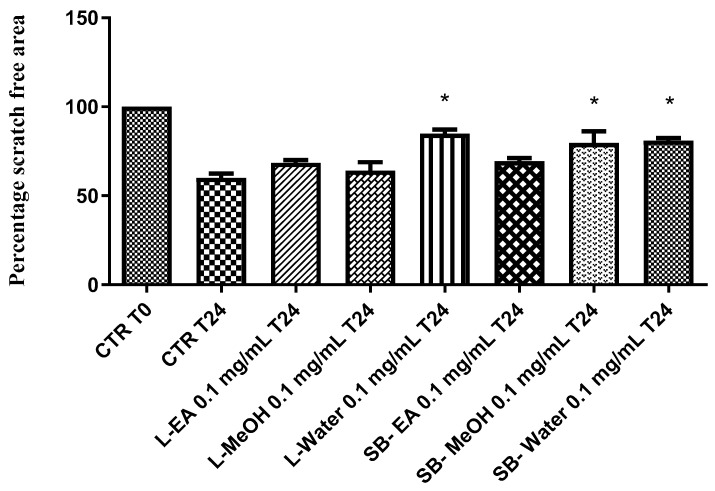 Percentage scratch free area
150
100
50
0
*
*
*
CTR T0
CTR T24
L-EA 0.1 mg/mL T24
L-MeOH 0.1 mg/mL T24
L-Water 0.1 mg/mL T24
SB- EA 0.1 mg/mL T24
SB- MeOH 0.1 mg/mL T24
SB- Water 0.1 mg/mL T24